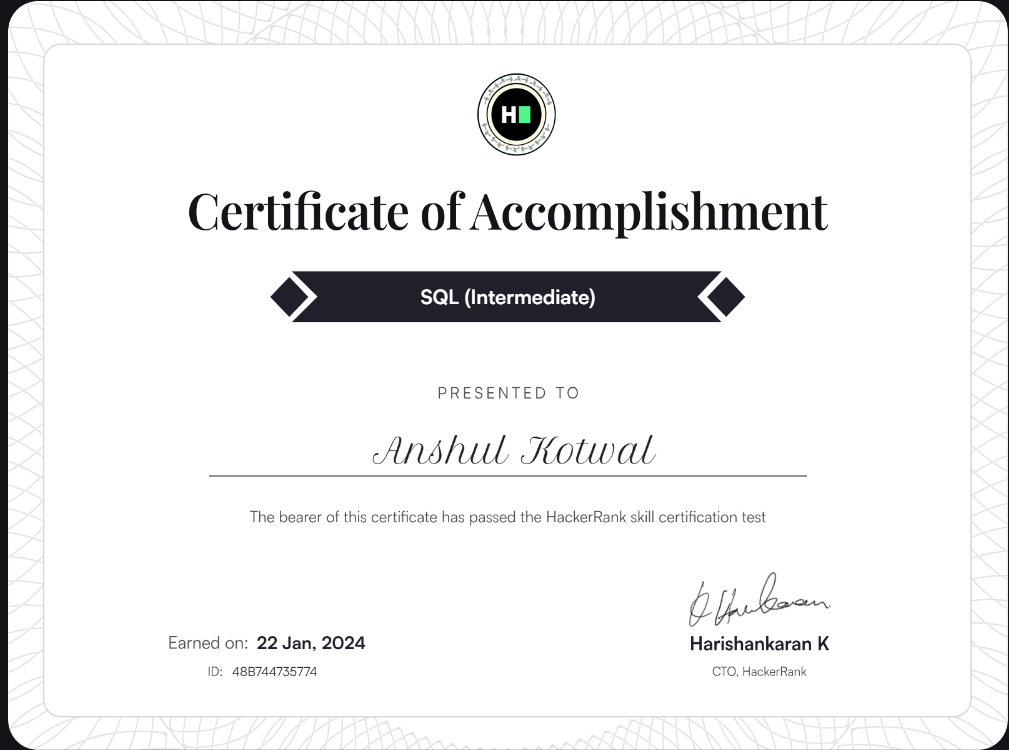 H
Certificate of Accomplishment
SQL (Intermediate)
PRESENTED TO
Anshul Kotwal
The bearer of this certificate has passed the HackerRank skill certification test
Earned on: 22 Jan, 2024
ID: 48B744735774
Harishankaran K
CTO, HackerRank